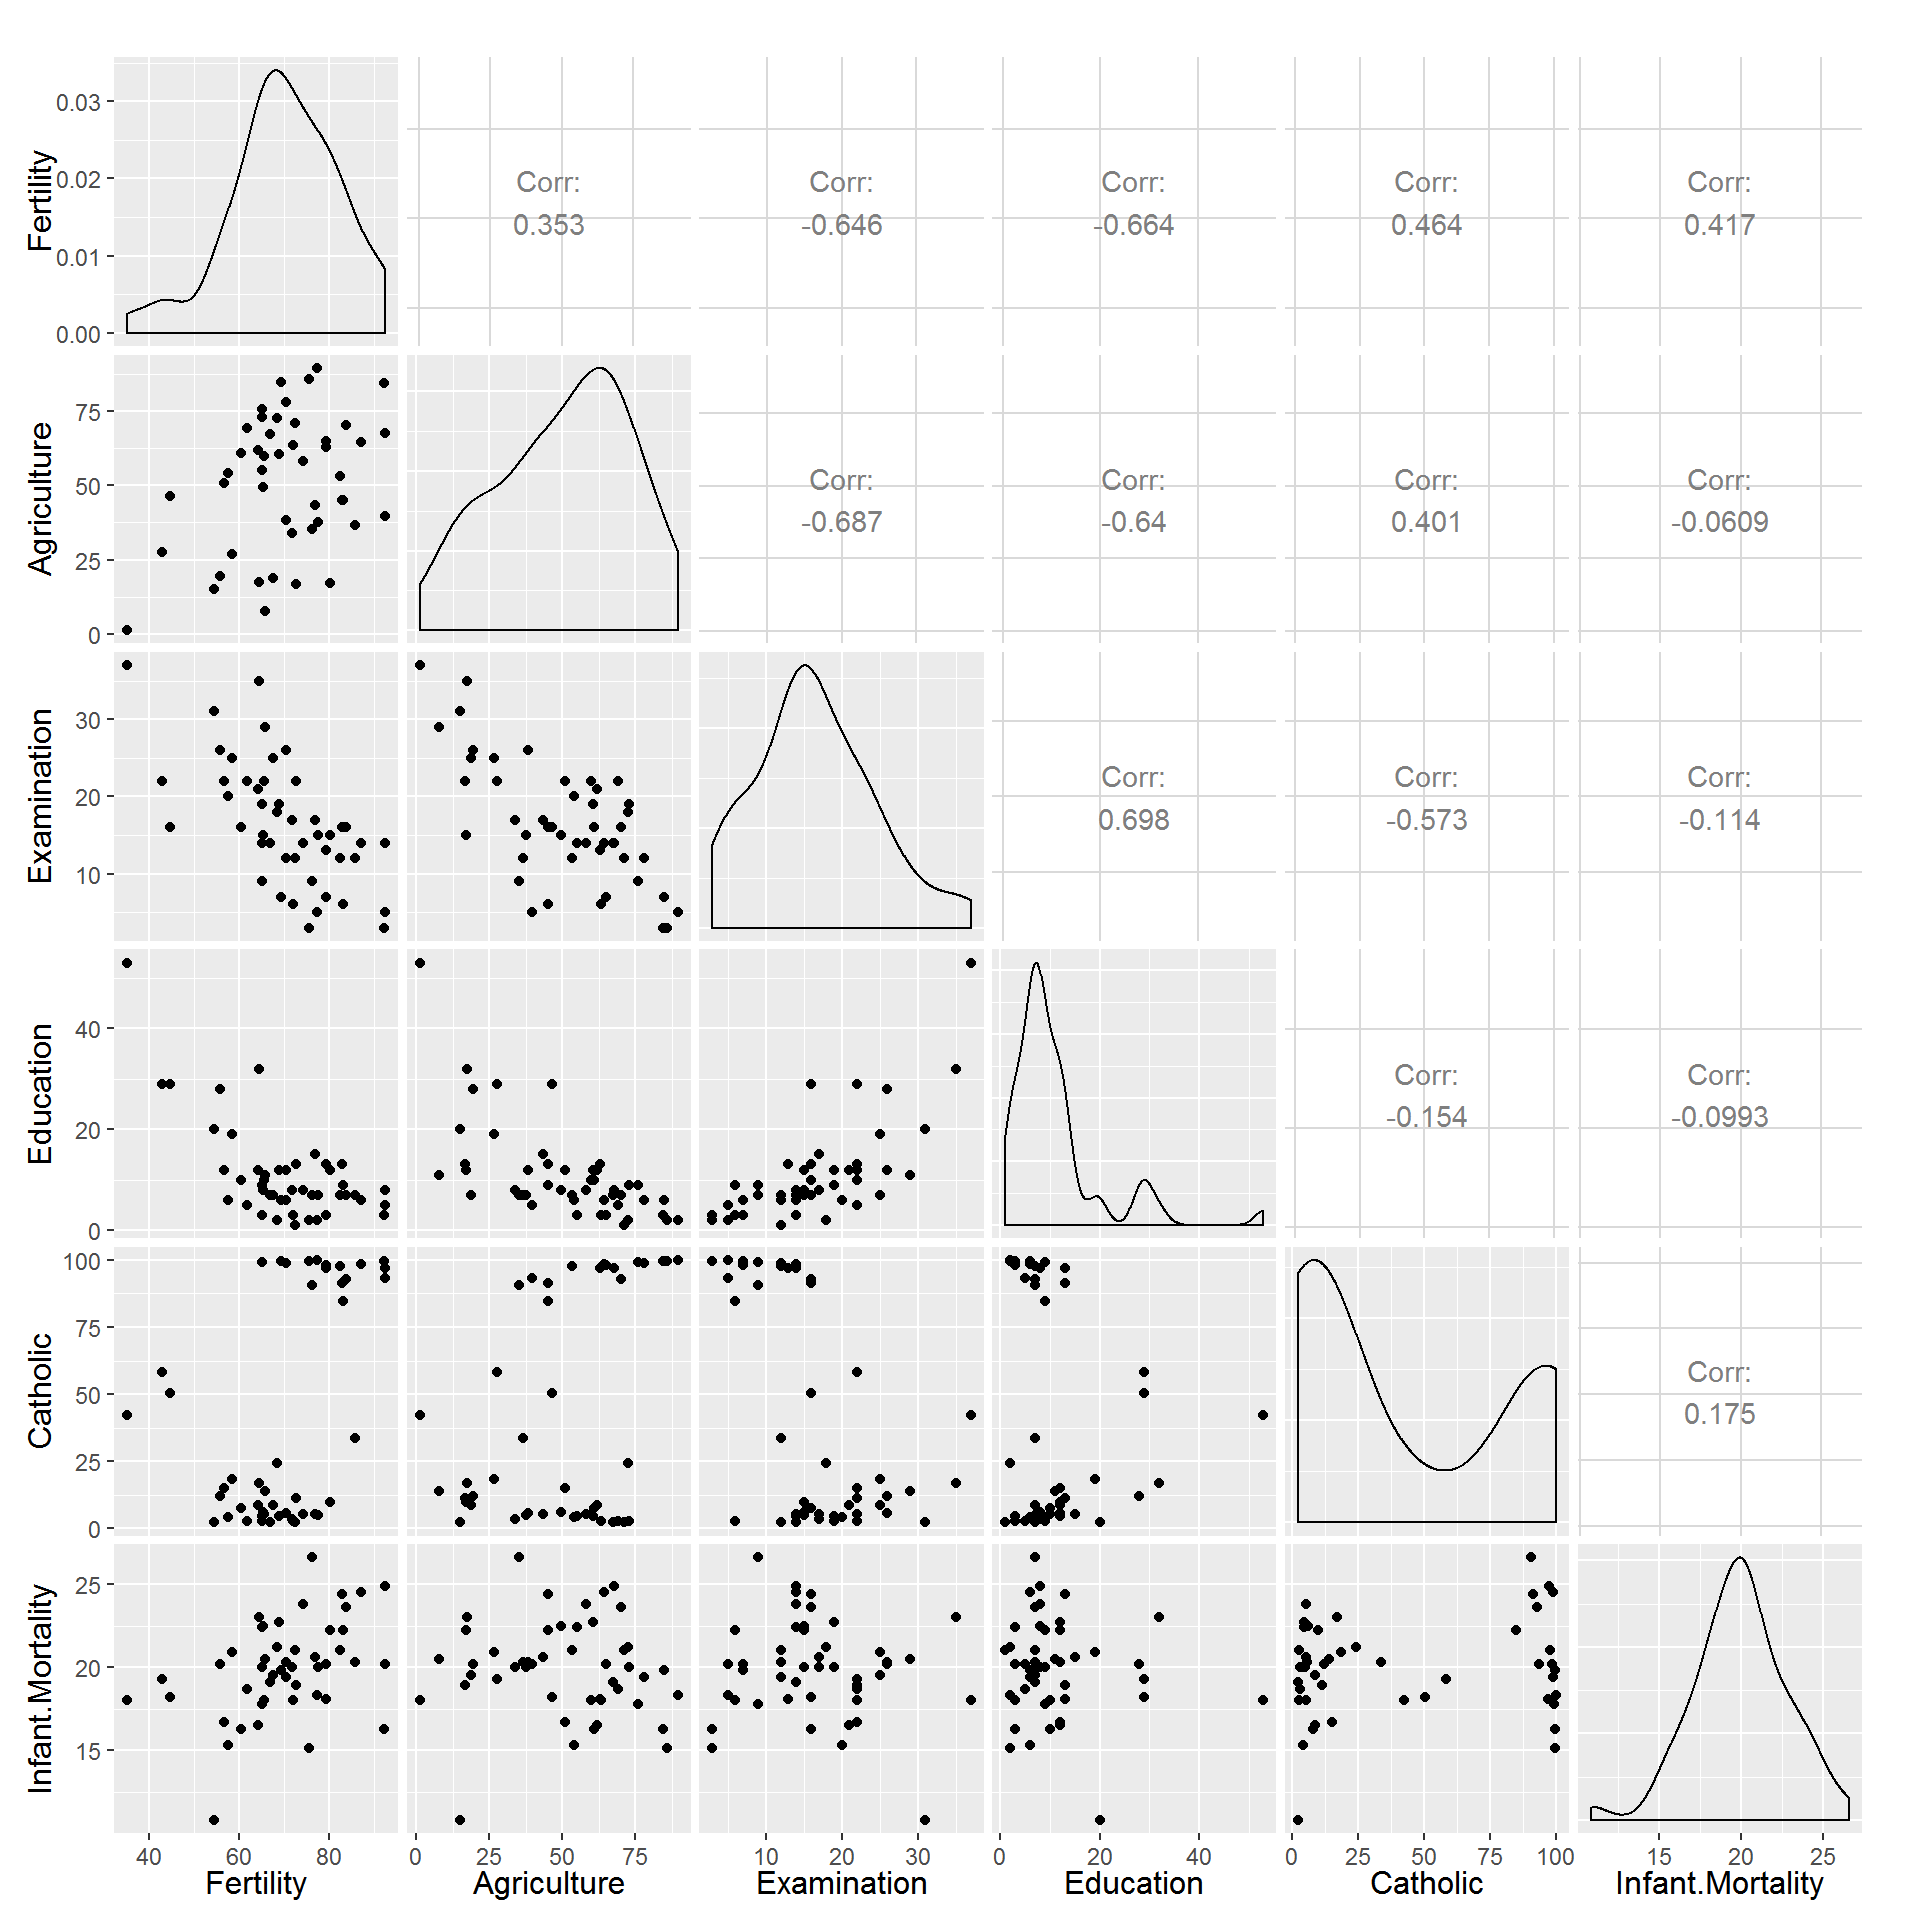 Fertility
0.03
0.02
0.01
0.00
Corr:
0.353
Corr:
-0.646
Corr:
-0.664
Corr:
0.464
Corr:
0.417
Agriculture
75
50
25
0
Corr:
-0.687
Corr:
-0.64
Corr:
0.401
Corr:
-0.0609
Examination
30
20
10
Corr:
0.698
Corr:
-0.573
Corr:
-0.114
Education
40
20
0
Corr:
-0.154
Corr:
-0.0993
Catholic
100
75
50
25
0
Corr:
0.175
Infant.Mortality
25
20
15
40 60 80
0 25 50 75
10 20 30
0 20 40
0 25 50 75 100
15 20 25
Fertility
Agriculture
Examination
Education
Catholic
Infant.Mortality